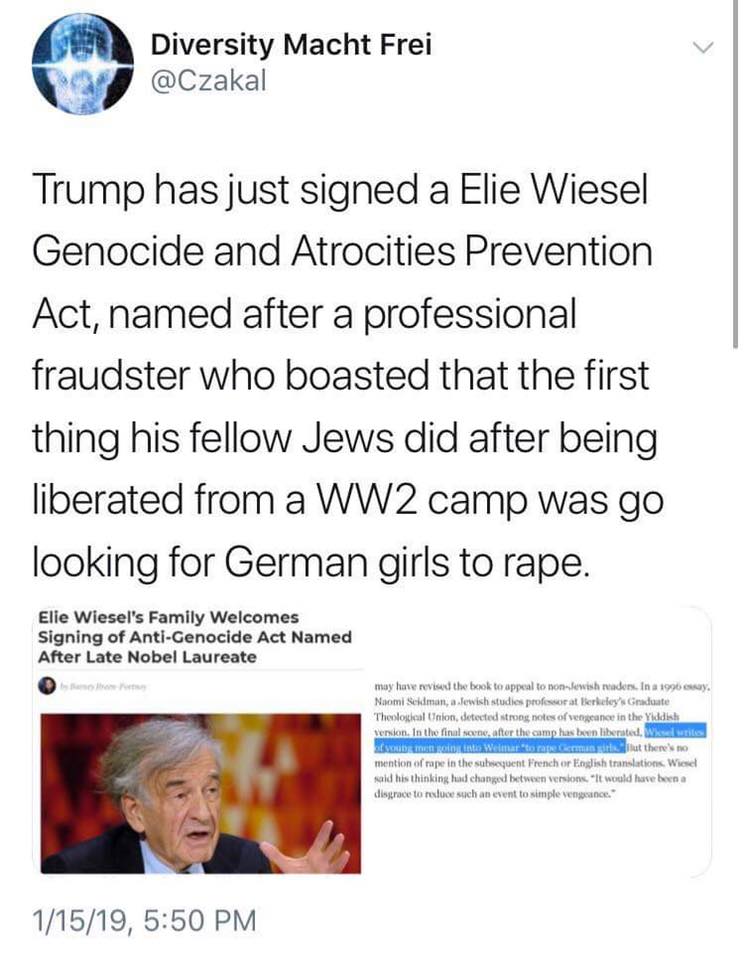 Diversity Macht Frei
@Czakal
Trump has just signed a Elie Wiesel
Genocide and Atrocities Prevention
Act, named after a professional
fraudster who boasted that the first
thing his fellow Jews did after being
liberated from a WW2 camp was go
looking for German girls to rape.
Elie Wiesel's Family Welcomes
Signing of Anti-Genocide Act Named
After Late Nobel Laureate
by
may have revised the book to appeal to non-Jewish readers. In a 1996 essay,
Naomi Seidman, a Jewish studies professor at Berkeley's Graduate
Theological Union, detected strong notes of vengeance in the Yiddish
version. In the final scene, after the camp has been liberated, Wiesel writes
of young men going into Weimar "to rape German girls." But there's no
mention of rape in the subsequent French or English translations. Wiesel
said his thinking had changed between versions. "It would have been a
disgrace to reduce such an event to simple vengeance."
1/15/19, 5:50 PM